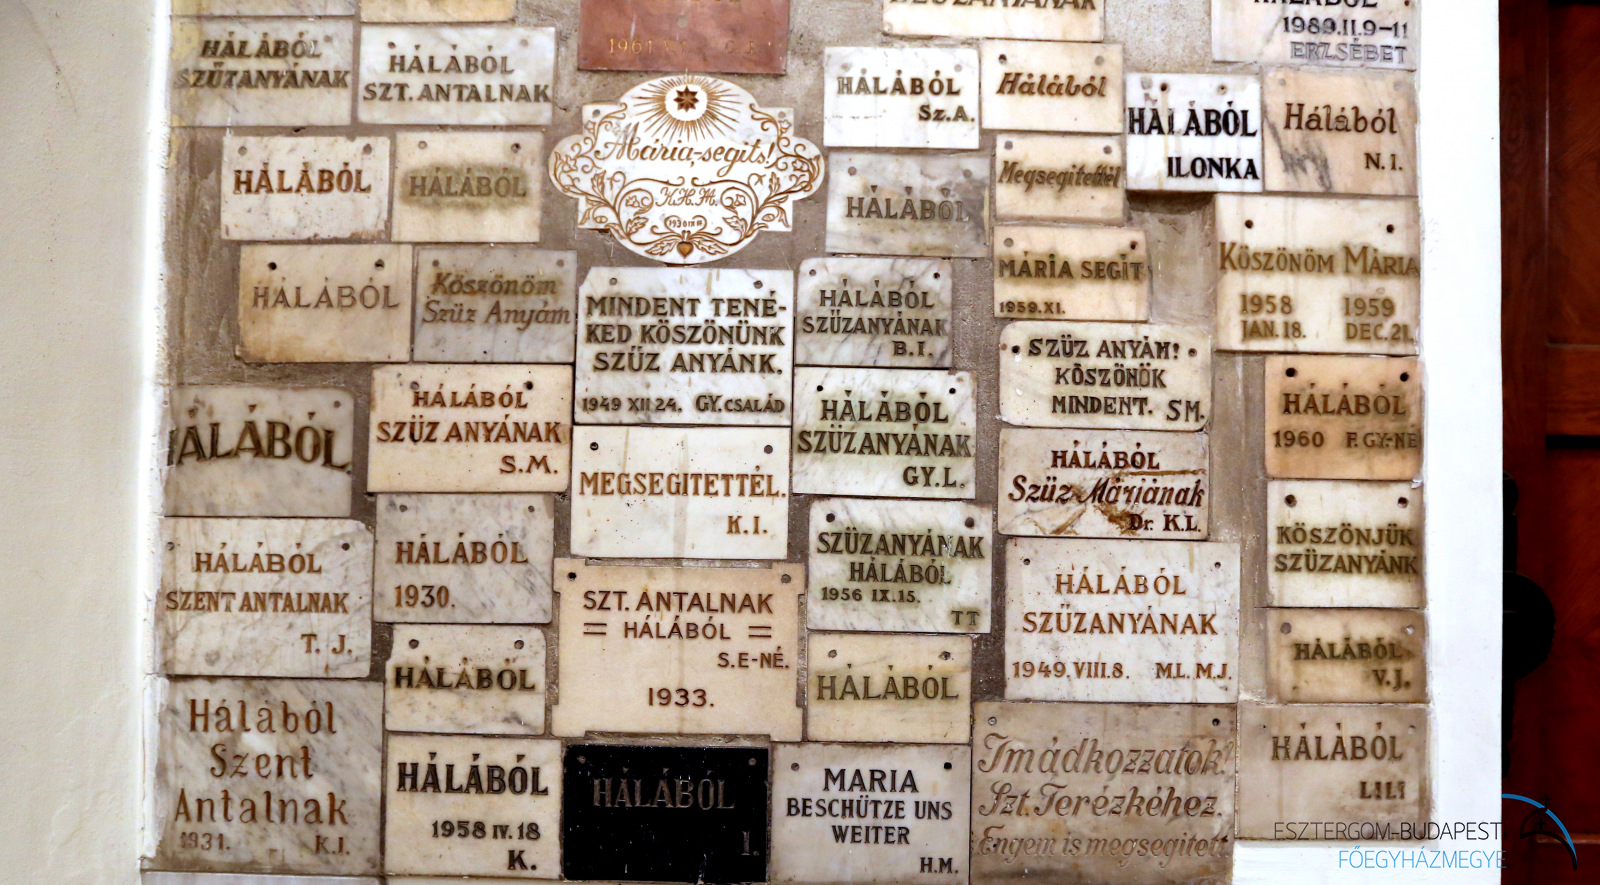 HÁLÁBÓL
SZŰZANYÁNAK
HÁLÁBÓL
SZT. ANTALNAK
1961
HÁLÁBÓL
Sz.A.
Hálából
1989.II.9-11
ERZSÉBET
HÁLÁBÓL
ILONKA
Hálából
N.I.
HÁLÁBÓL
HÁLÁBÓL
Mária-segíts!
K.H.M.
HÁLÁBÓL
Megsegítettél
HÁLÁBÓL
Köszönöm
Szűz Anyám
MINDENT TENÉ-
KED KÖSZÖNÜNK
SZŰZ ANYÁNK.
1949 XII 24. GY. CSALÁD
HÁLÁBÓL
SZŰZANYÁNAK
B.I.
MÁRIA SEGÍT
1959.XI.
KÖSZÖNÖM MÁRIA
1958 1959
JAN.18. DEC.21.
HÁLÁBÓL
HÁLÁBÓL
SZŰZ ANYÁNAK
S.M.
MEGSEGITETTÉL.
K.I.
HÁLÁBÓL
SZŰZANYÁNAK
GY.L.
SZŰZ ANYÁM!
KÖSZÖNÖK
MINDENT. SM.
HÁLÁBÓL
1960 F.GY-NÉ
HÁLÁBÓL
Szűz Máriának
Dr. K.L.
HÁLÁBÓL
SZENT ANTALNAK
T. J.
HÁLÁBÓL
1930.
SZT. ANTALNAK
= HÁLÁBÓL =
S.E-NÉ.
1933.
SZŰZANYÁNAK
HÁLÁBÓL
1956 IX.15.
TT
HÁLÁBÓL
SZŰZANYÁNAK
1949.VIII.8. M.L. M.J.
KÖSZÖNJÜK
SZŰZANYÁNK
HÁLÁBÓL
HÁLÁBÓL
HÁLÁBÓL
V.J.
Hálából
Szent
Antalnak
1931. K.I.
HÁLÁBÓL
1958 IV.18
K.
HÁLÁBÓL
I.
MARIA
BESCHÜTZE UNS
WEITER
H.M.
Imádkozzatok!
Szt. Terézkéhez.
Engem is megsegített
HÁLÁBÓL
LILI
ESZTERGOM-BUDAPESTI
FŐEGYHÁZMEGYE